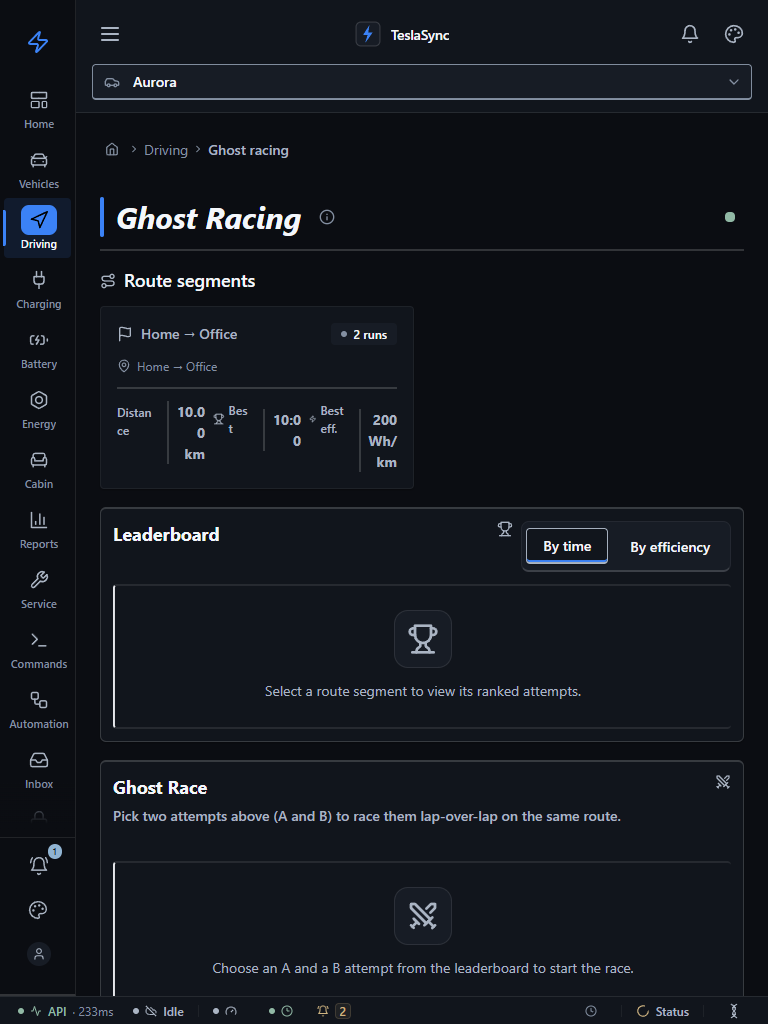 TeslaSync
Aurora
Home
Vehicles
Driving
Charging
Battery
Energy
Cabin
Reports
Service
Commands
Automation
Inbox
1
Driving
Ghost racing
Ghost Racing
Route segments
Home → Office
2 runs
Home → Office
Distan
ce
10.0
0
km
Bes
t
10:0
0
Best
eff.
200
Wh/
km
Leaderboard
By time
By efficiency
Select a route segment to view its ranked attempts.
Ghost Race
Pick two attempts above (A and B) to race them lap-over-lap on the same route.
Choose an A and a B attempt from the leaderboard to start the race.
API · 233ms
Idle
2
Status